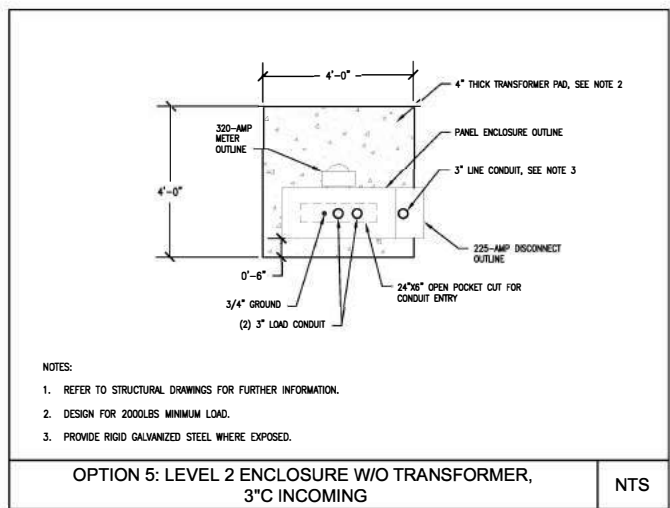 4'-0"
4" THICK TRANSFORMER PAD, SEE NOTE 2
320-AMP
METER
OUTLINE
PANEL ENCLOSURE OUTLINE
3" LINE CONDUIT, SEE NOTE 3
4'-0"
225-AMP DISCONNECT
OUTLINE
0'-6"
24"X6" OPEN POCKET CUT FOR
CONDUIT ENTRY
3/4" GROUND
(2) 3" LOAD CONDUIT
NOTES:
1. REFER TO STRUCTURAL DRAWINGS FOR FURTHER INFORMATION.
2. DESIGN FOR 2000LBS MINIMUM LOAD.
3. PROVIDE RIGID GALVANIZED STEEL WHERE EXPOSED.
OPTION 5: LEVEL 2 ENCLOSURE W/O TRANSFORMER,
3"C INCOMING
NTS